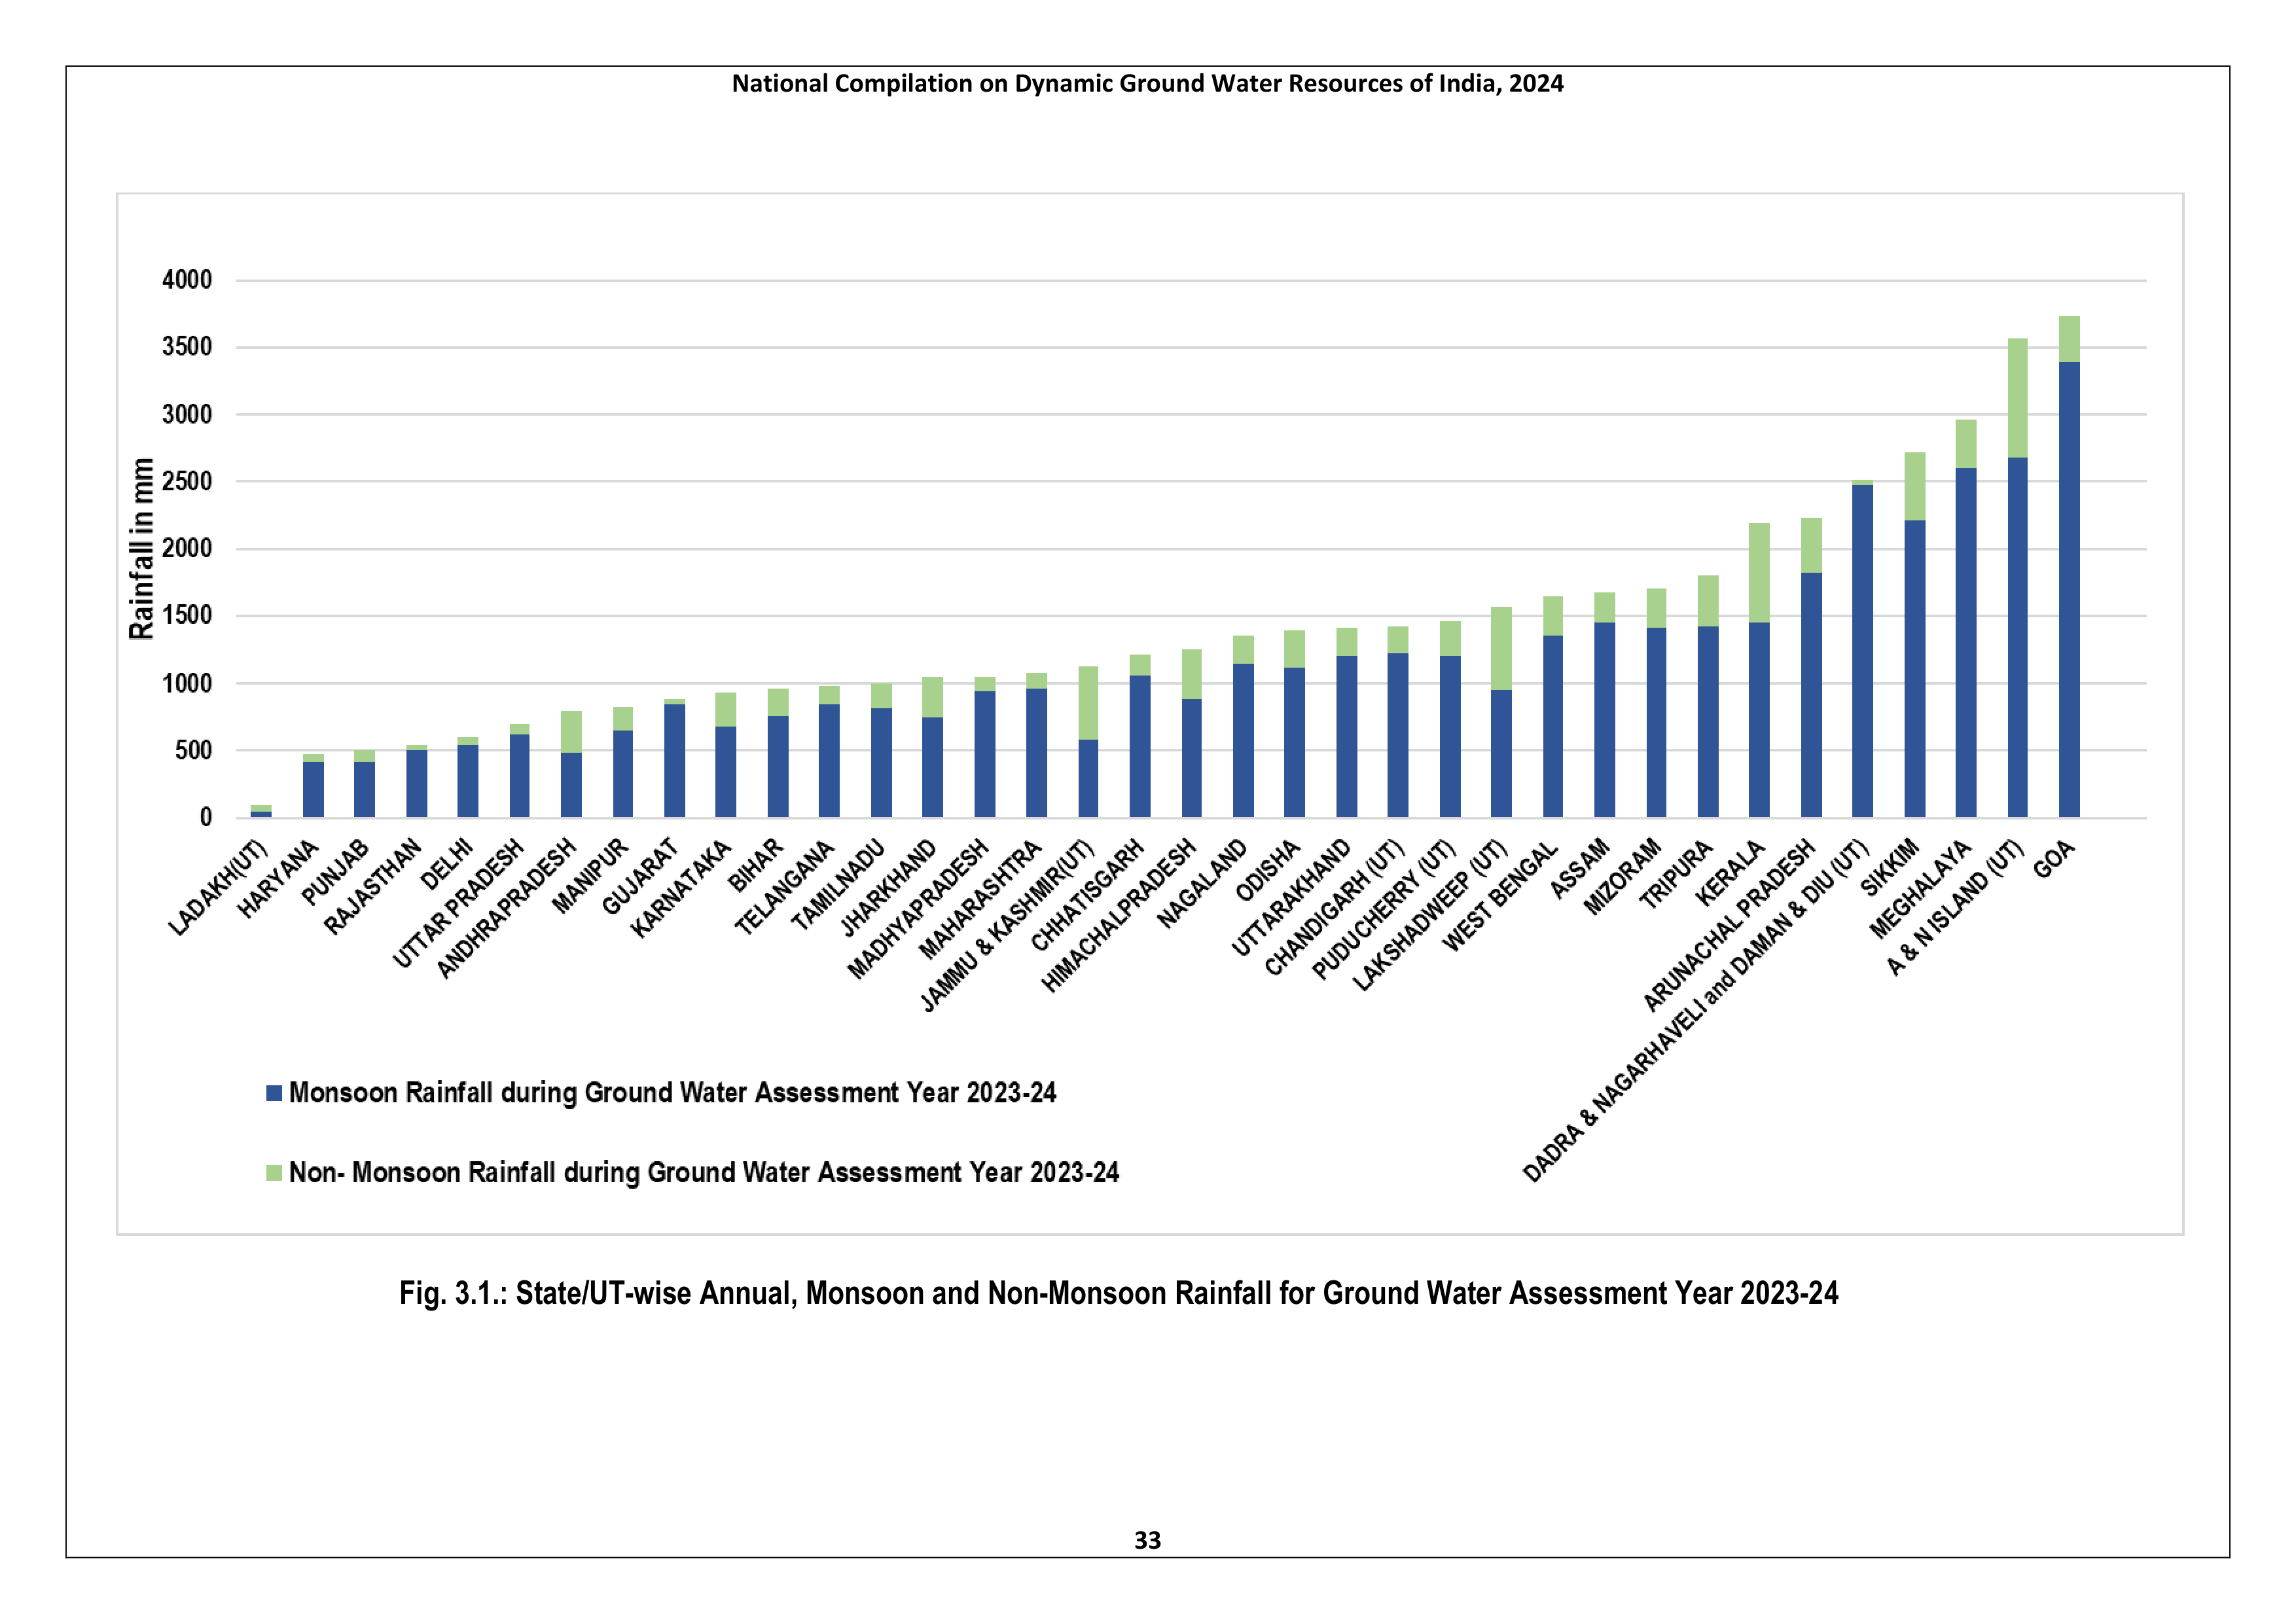 National Compilation on Dynamic Ground Water Resources of India, 2024
4000
3500
3000
2500
2000
1500
1000
500
0
Rainfall in mm
LADAKH(UT)
HARYANA
PUNJAB
RAJASTHAN
DELHI
UTTAR PRADESH
ANDHRAPRADESH
MANIPUR
GUJARAT
KARNATAKA
BIHAR
TELANGANA
TAMILNADU
JHARKHAND
MADHYAPRADESH
MAHARASHTRA
JAMMU & KASHMIR(UT)
CHHATISGARH
HIMACHALPRADESH
NAGALAND
ODISHA
UTTARAKHAND
CHANDIGARH (UT)
PUDUCHERRY (UT)
LAKSHADWEEP (UT)
WEST BENGAL
ASSAM
MIZORAM
TRIPURA
KERALA
ARUNACHAL PRADESH
DADRA & NAGARHAVELI and DAMAN & DIU (UT)
SIKKIM
MEGHALAYA
A & N ISLAND (UT)
GOA
Monsoon Rainfall during Ground Water Assessment Year 2023-24
Non- Monsoon Rainfall during Ground Water Assessment Year 2023-24
Fig. 3.1.: State/UT-wise Annual, Monsoon and Non-Monsoon Rainfall for Ground Water Assessment Year 2023-24
33